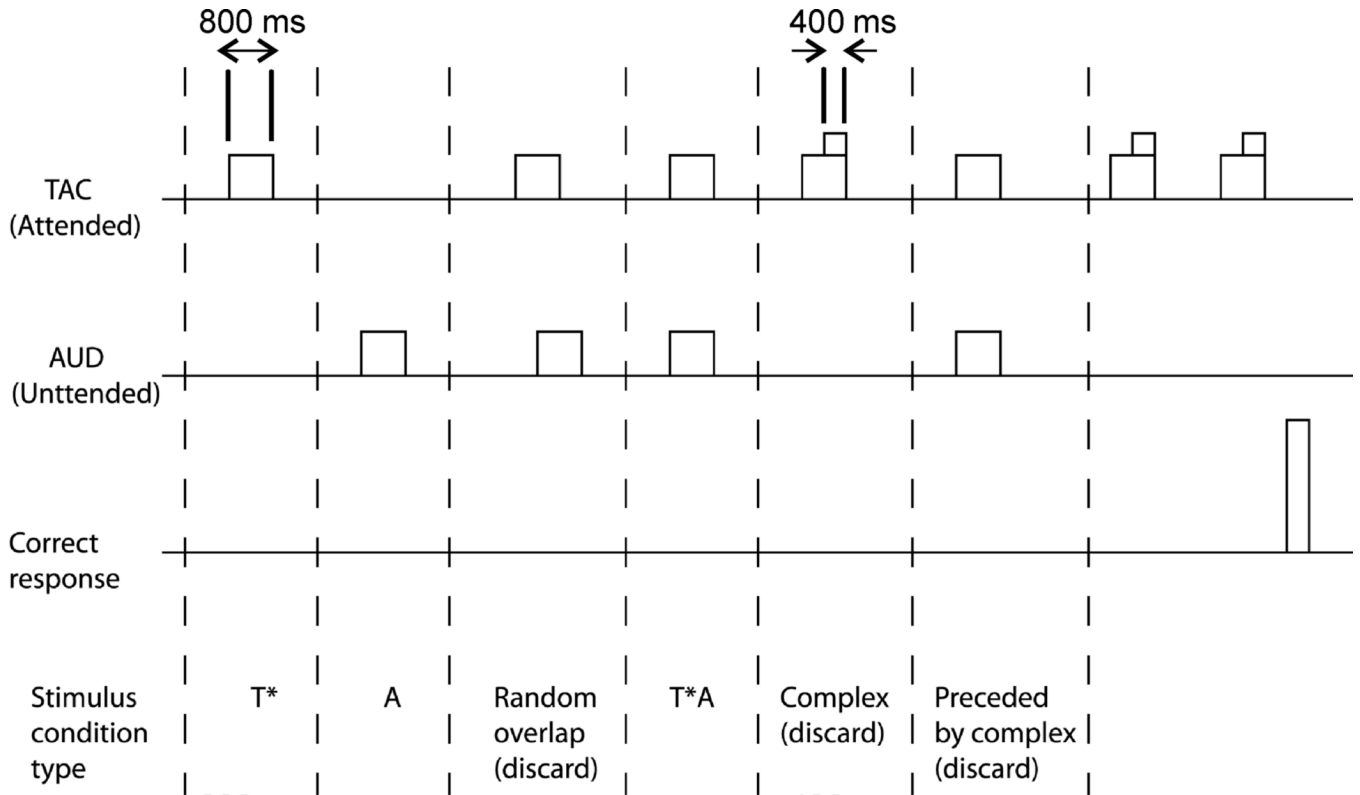 800 ms
400 ms
TAC
(Attended)
AUD
(Unttended)
Correct
response
Stimulus
condition
type
T*
A
Random
overlap
(discard)
T*A
Complex
(discard)
Preceded
by complex
(discard)